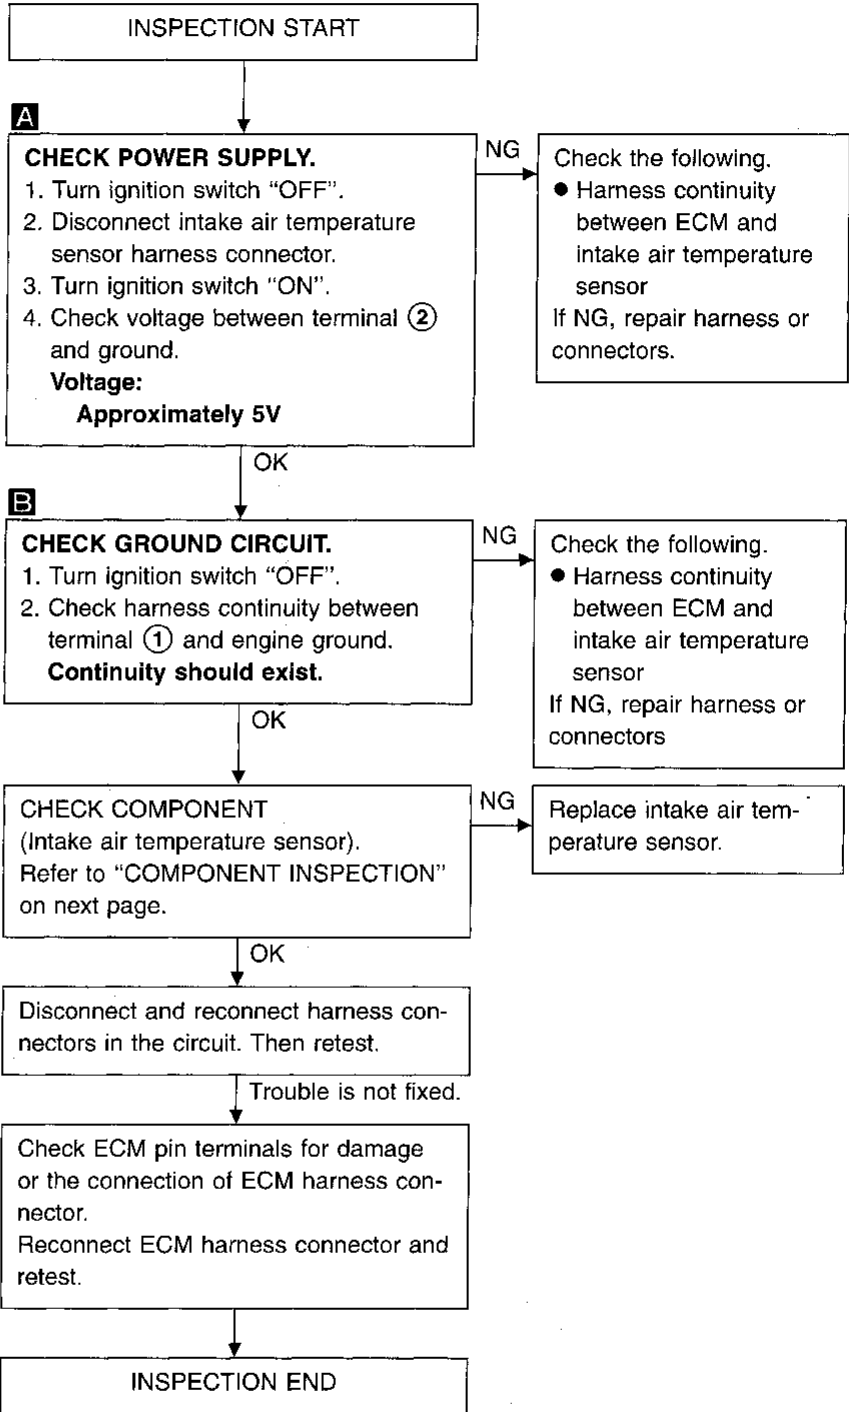 INSPECTION START
A
CHECK POWER SUPPLY.
1. Turn ignition switch “OFF”.
2. Disconnect intake air temperature
sensor harness connector.
3. Turn ignition switch “ON”.
4. Check voltage between terminal ②
and ground.
Voltage:
Approximately 5V
NG
Check the following.
● Harness continuity
between ECM and
intake air temperature
sensor
If NG, repair harness or
connectors.
OK
B
CHECK GROUND CIRCUIT.
1. Turn ignition switch “OFF”.
2. Check harness continuity between
terminal ① and engine ground.
Continuity should exist.
NG
Check the following.
● Harness continuity
between ECM and
intake air temperature
sensor
If NG, repair harness or
connectors
OK
CHECK COMPONENT
(Intake air temperature sensor).
Refer to “COMPONENT INSPECTION”
on next page.
NG
Replace intake air tem-
perature sensor.
OK
Disconnect and reconnect harness con-
nectors in the circuit. Then retest.
Trouble is not fixed.
Check ECM pin terminals for damage
or the connection of ECM harness con-
nector.
Reconnect ECM harness connector and
retest.
INSPECTION END